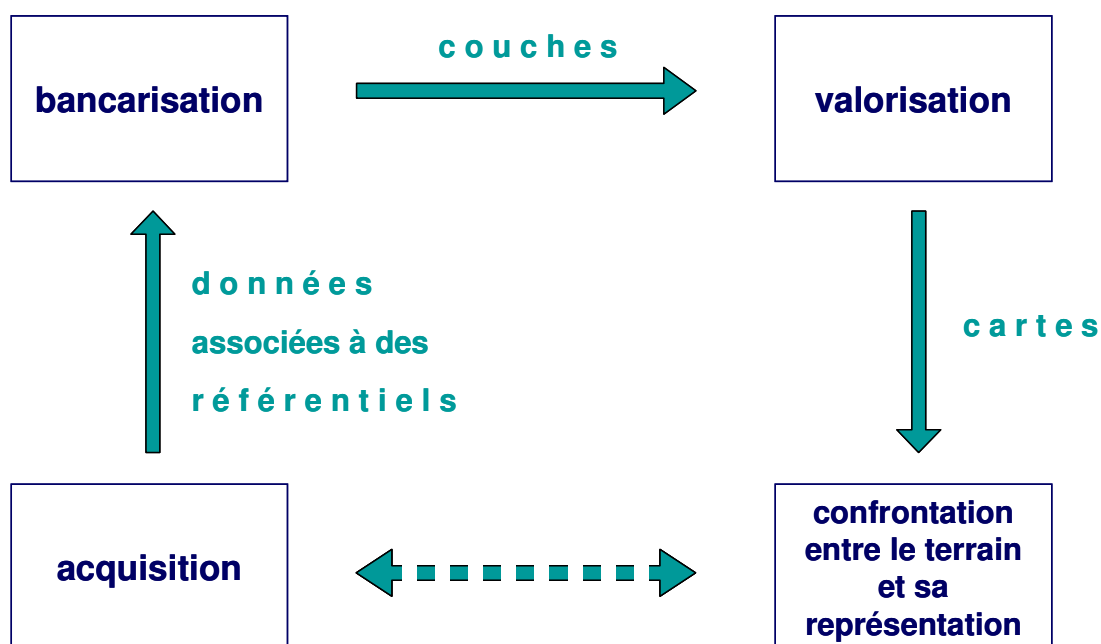 couches
bancarisation
valorisation
données
associées à des
référentiels
cartes
acquisition
confrontation
entre le terrain
et sa
représentation